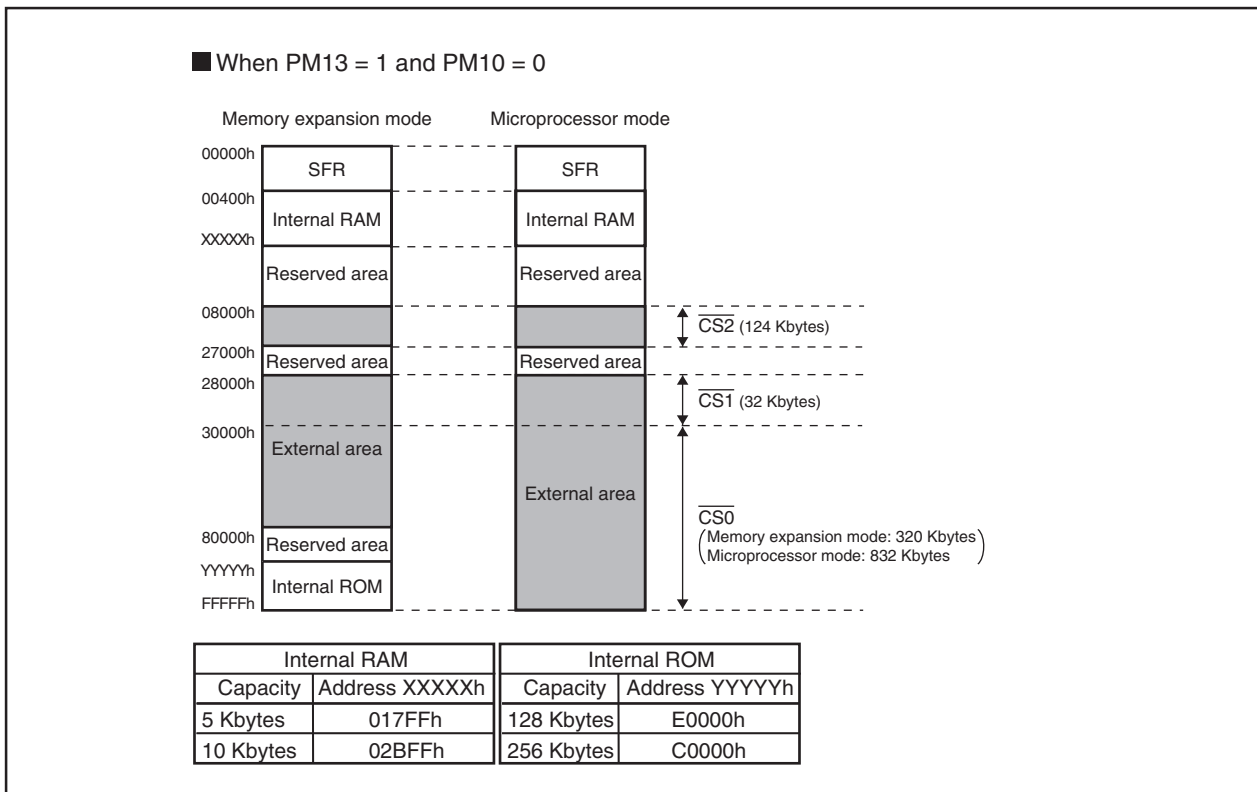 ■ When PM13 = 1 and PM10 = 0
Memory expansion mode Microprocessor mode
00000h
SFR SFR
00400h
Internal RAM Internal RAM
XXXXXh
Reserved area Reserved area
08000h
CS2 (124 Kbytes)
27000h
Reserved area Reserved area
28000h
CS1 (32 Kbytes)
30000h
External area
External area
CS0
(Memory expansion mode: 320 Kbytes
Microprocessor mode: 832 Kbytes)
80000h
Reserved area
YYYYYh
Internal ROM
FFFFFh
Internal RAM Internal ROM
Capacity Address XXXXXh Capacity Address YYYYYh
5 Kbytes 017FFh 128 Kbytes E0000h
10 Kbytes 02BFFh 256 Kbytes C0000h